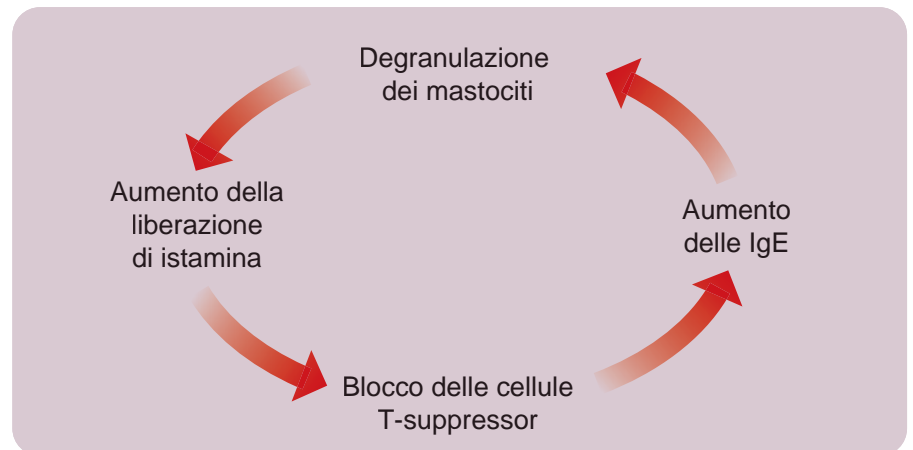 Degranulazione
dei mastociti
Aumento della
liberazione
di istamina
Aumento
delle IgE
Blocco delle cellule
T-suppressor